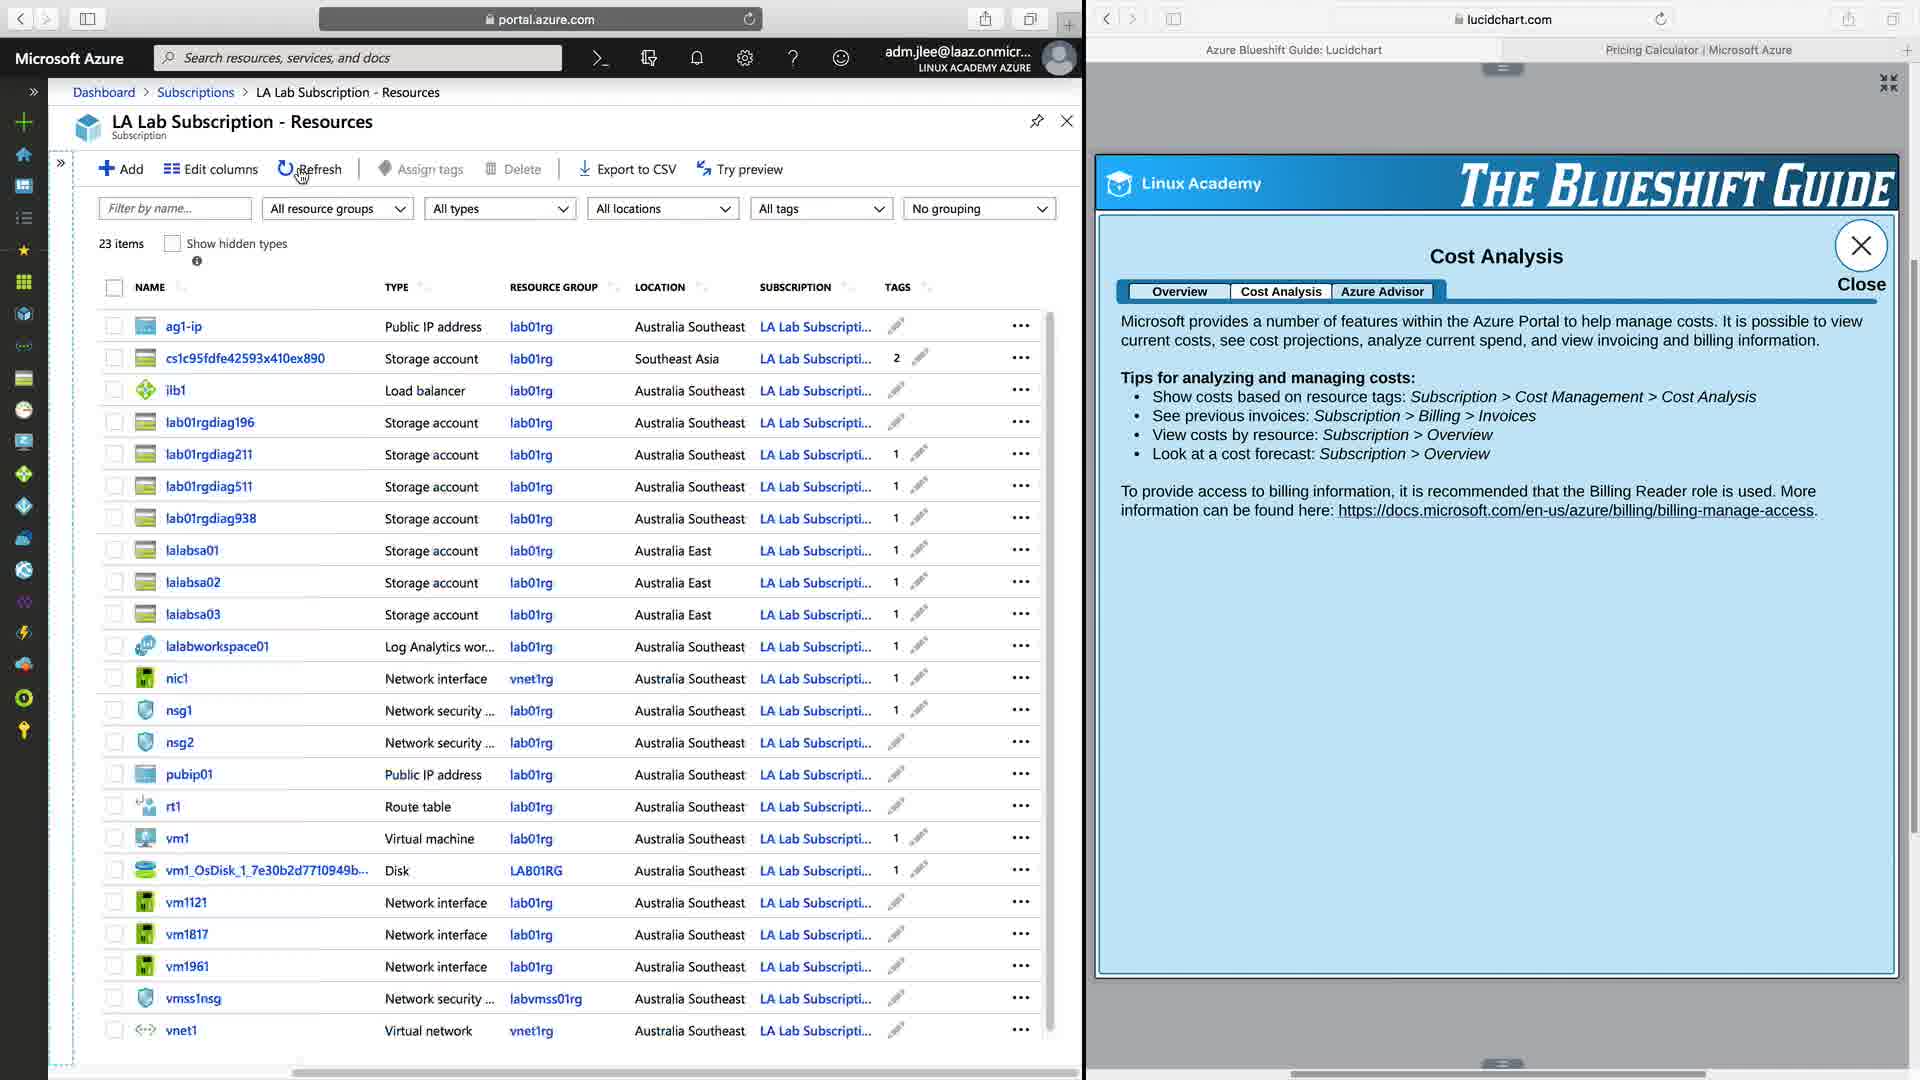 portal.azure.com
Microsoft Azure
Search resources, services, and docs
adm.jlee@laaz.onmicr...
LINUX ACADEMY AZURE
Dashboard > Subscriptions > LA Lab Subscription - Resources
LA Lab Subscription - Resources
Subscription
Add Edit columns Refresh Assign tags Delete Export to CSV Try preview
Filter by name... All resource groups All types All locations All tags No grouping
23 items Show hidden types
NAME TYPE RESOURCE GROUP LOCATION SUBSCRIPTION TAGS
ag1-ip Public IP address lab01rg Australia Southeast LA Lab Subscripti...
cs1c95fdfe42593x410ex890 Storage account lab01rg Southeast Asia LA Lab Subscripti... 2
ilb1 Load balancer lab01rg Australia Southeast LA Lab Subscripti...
lab01rgdiag196 Storage account lab01rg Australia Southeast LA Lab Subscripti...
lab01rgdiag211 Storage account lab01rg Australia Southeast LA Lab Subscripti... 1
lab01rgdiag511 Storage account lab01rg Australia Southeast LA Lab Subscripti... 1
lab01rgdiag938 Storage account lab01rg Australia Southeast LA Lab Subscripti... 1
lalabsa01 Storage account lab01rg Australia East LA Lab Subscripti... 1
lalabsa02 Storage account lab01rg Australia East LA Lab Subscripti... 1
lalabsa03 Storage account lab01rg Australia East LA Lab Subscripti... 1
lalabworkspace01 Log Analytics wor... lab01rg Australia Southeast LA Lab Subscripti... 1
nic1 Network interface vnet1rg Australia Southeast LA Lab Subscripti... 1
nsg1 Network security ... lab01rg Australia Southeast LA Lab Subscripti... 1
nsg2 Network security ... lab01rg Australia Southeast LA Lab Subscripti...
pubip01 Public IP address lab01rg Australia Southeast LA Lab Subscripti...
rt1 Route table lab01rg Australia Southeast LA Lab Subscripti...
vm1 Virtual machine lab01rg Australia Southeast LA Lab Subscripti... 1
vm1_OsDisk_1_7e30b2d7710949b... Disk LAB01RG Australia Southeast LA Lab Subscripti... 1
vm1121 Network interface lab01rg Australia Southeast LA Lab Subscripti...
vm1817 Network interface lab01rg Australia Southeast LA Lab Subscripti...
vm1961 Network interface lab01rg Australia Southeast LA Lab Subscripti...
vmss1nsg Network security ... labvmss01rg Australia Southeast LA Lab Subscripti...
vnet1 Virtual network vnet1rg Australia Southeast LA Lab Subscripti...
lucidchart.com
Azure Blueshift Guide: Lucidchart Pricing Calculator | Microsoft Azure
Linux Academy THE BLUESHIFT GUIDE
Cost Analysis
Close
Overview Cost Analysis Azure Advisor
Microsoft provides a number of features within the Azure Portal to help manage costs. It is possible to view
current costs, see cost projections, analyze current spend, and view invoicing and billing information.
Tips for analyzing and managing costs:
• Show costs based on resource tags: Subscription > Cost Management > Cost Analysis
• See previous invoices: Subscription > Billing > Invoices
• View costs by resource: Subscription > Overview
• Look at a cost forecast: Subscription > Overview
To provide access to billing information, it is recommended that the Billing Reader role is used. More
information can be found here: https://docs.microsoft.com/en-us/azure/billing/billing-manage-access.